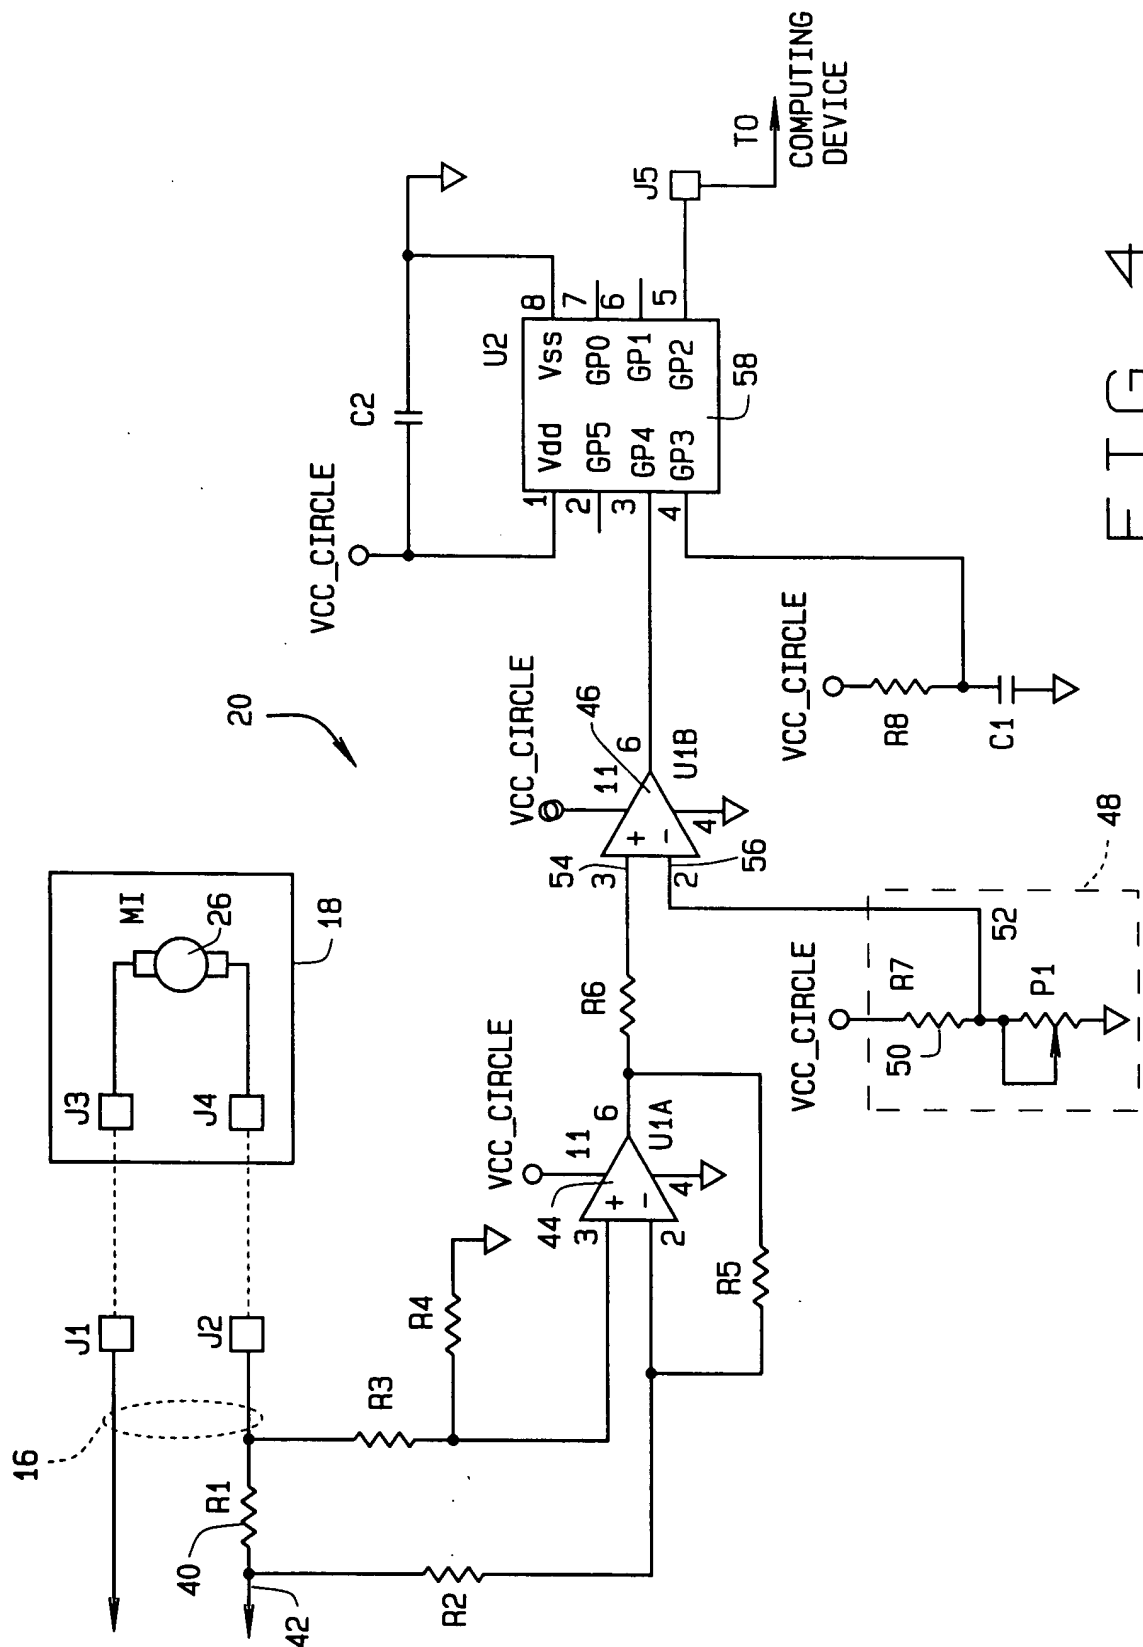 16
J1
J3
MI
26
18
J2
J4
40
R1
42
R2
R3
R4
R5
44
3
2
VCC_CIRCLE
11
6
4
U1A
R6
20
54
3
2
56
VCC_CIRCLE
11
46
6
4
U1B
48
VCC_CIRCLE
R7
50
52
P1
VCC_CIRCLE
R8
C1
VCC_CIRCLE
C2
U2
1 Vdd Vss 8
2 GP5 GP0 7
3 GP4 GP1 6
4 GP3 GP2 5
58
J5
TO
COMPUTING
DEVICE
FIG 4